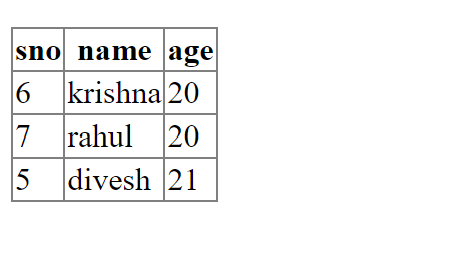 sno name age
6 krishna 20
7 rahul 20
5 divesh 21